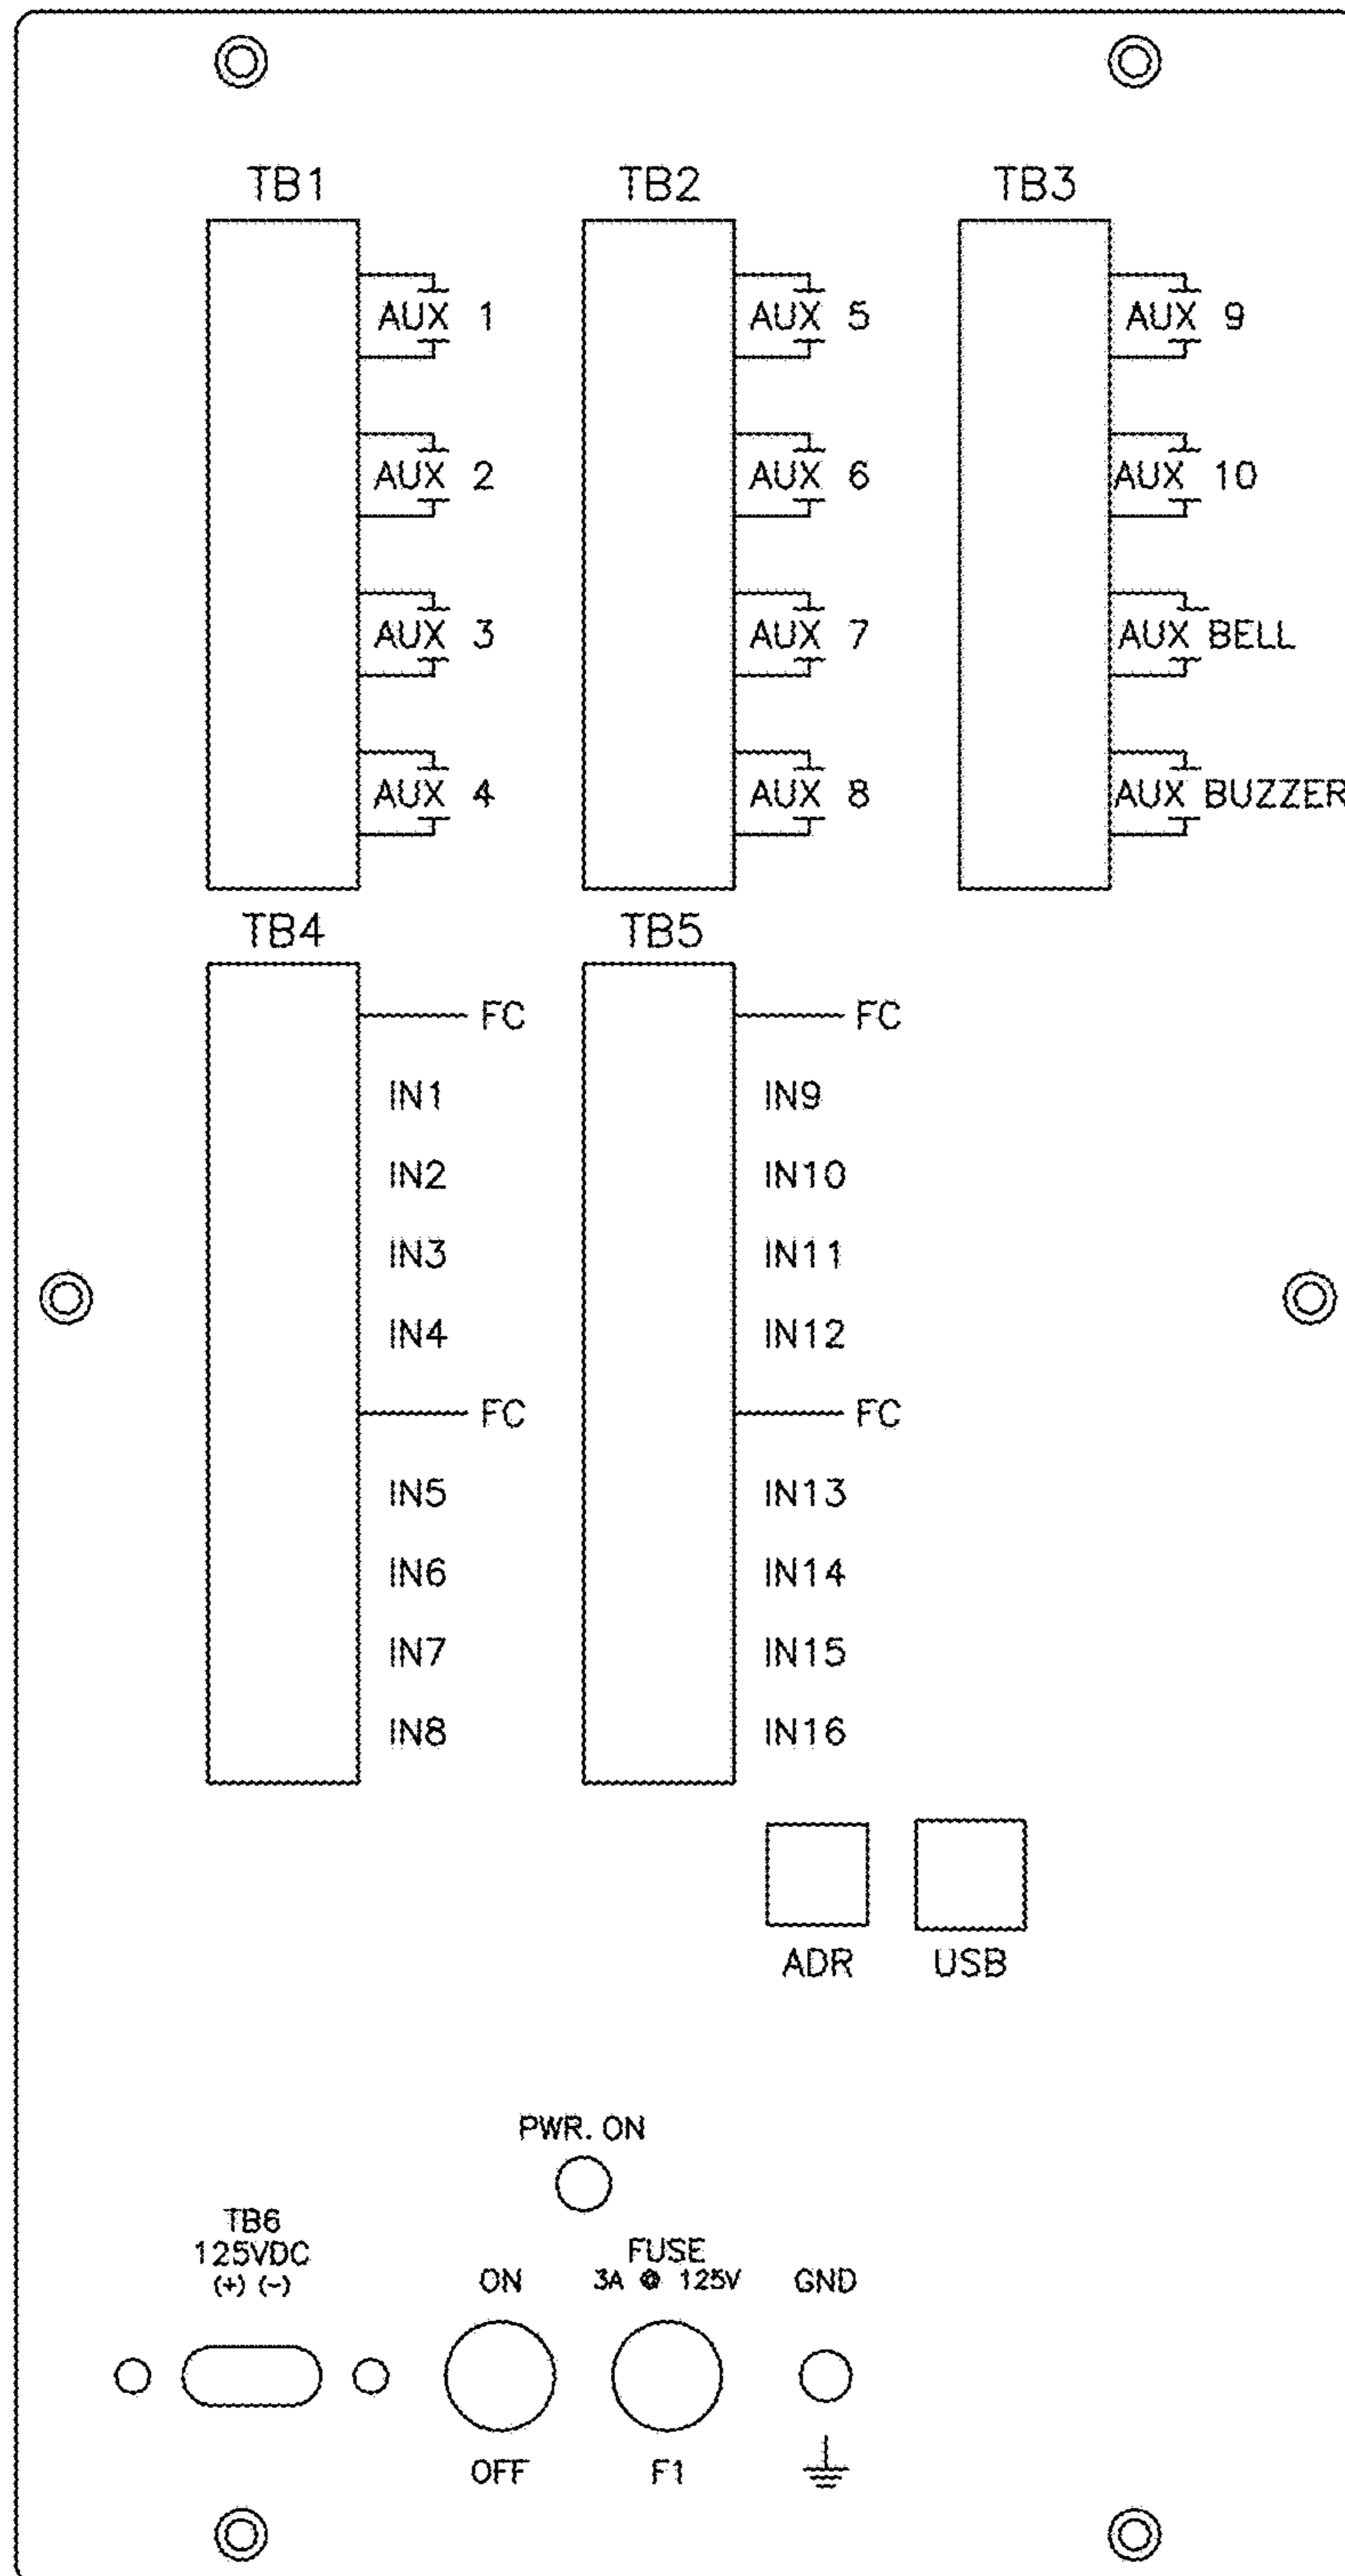 TB1 TB2 TB3
AUX 1 AUX 5 AUX 9
AUX 2 AUX 6 AUX 10
AUX 3 AUX 7 AUX BELL
AUX 4 AUX 8 AUX BUZZER
TB4 TB5
FC FC
IN1 IN9
IN2 IN10
IN3 IN11
IN4 IN12
FC FC
IN5 IN13
IN6 IN14
IN7 IN15
IN8 IN16
ADR USB
PWR. ON
TB6
125VDC FUSE
(+) (-) ON 3A @ 125V GND
OFF F1